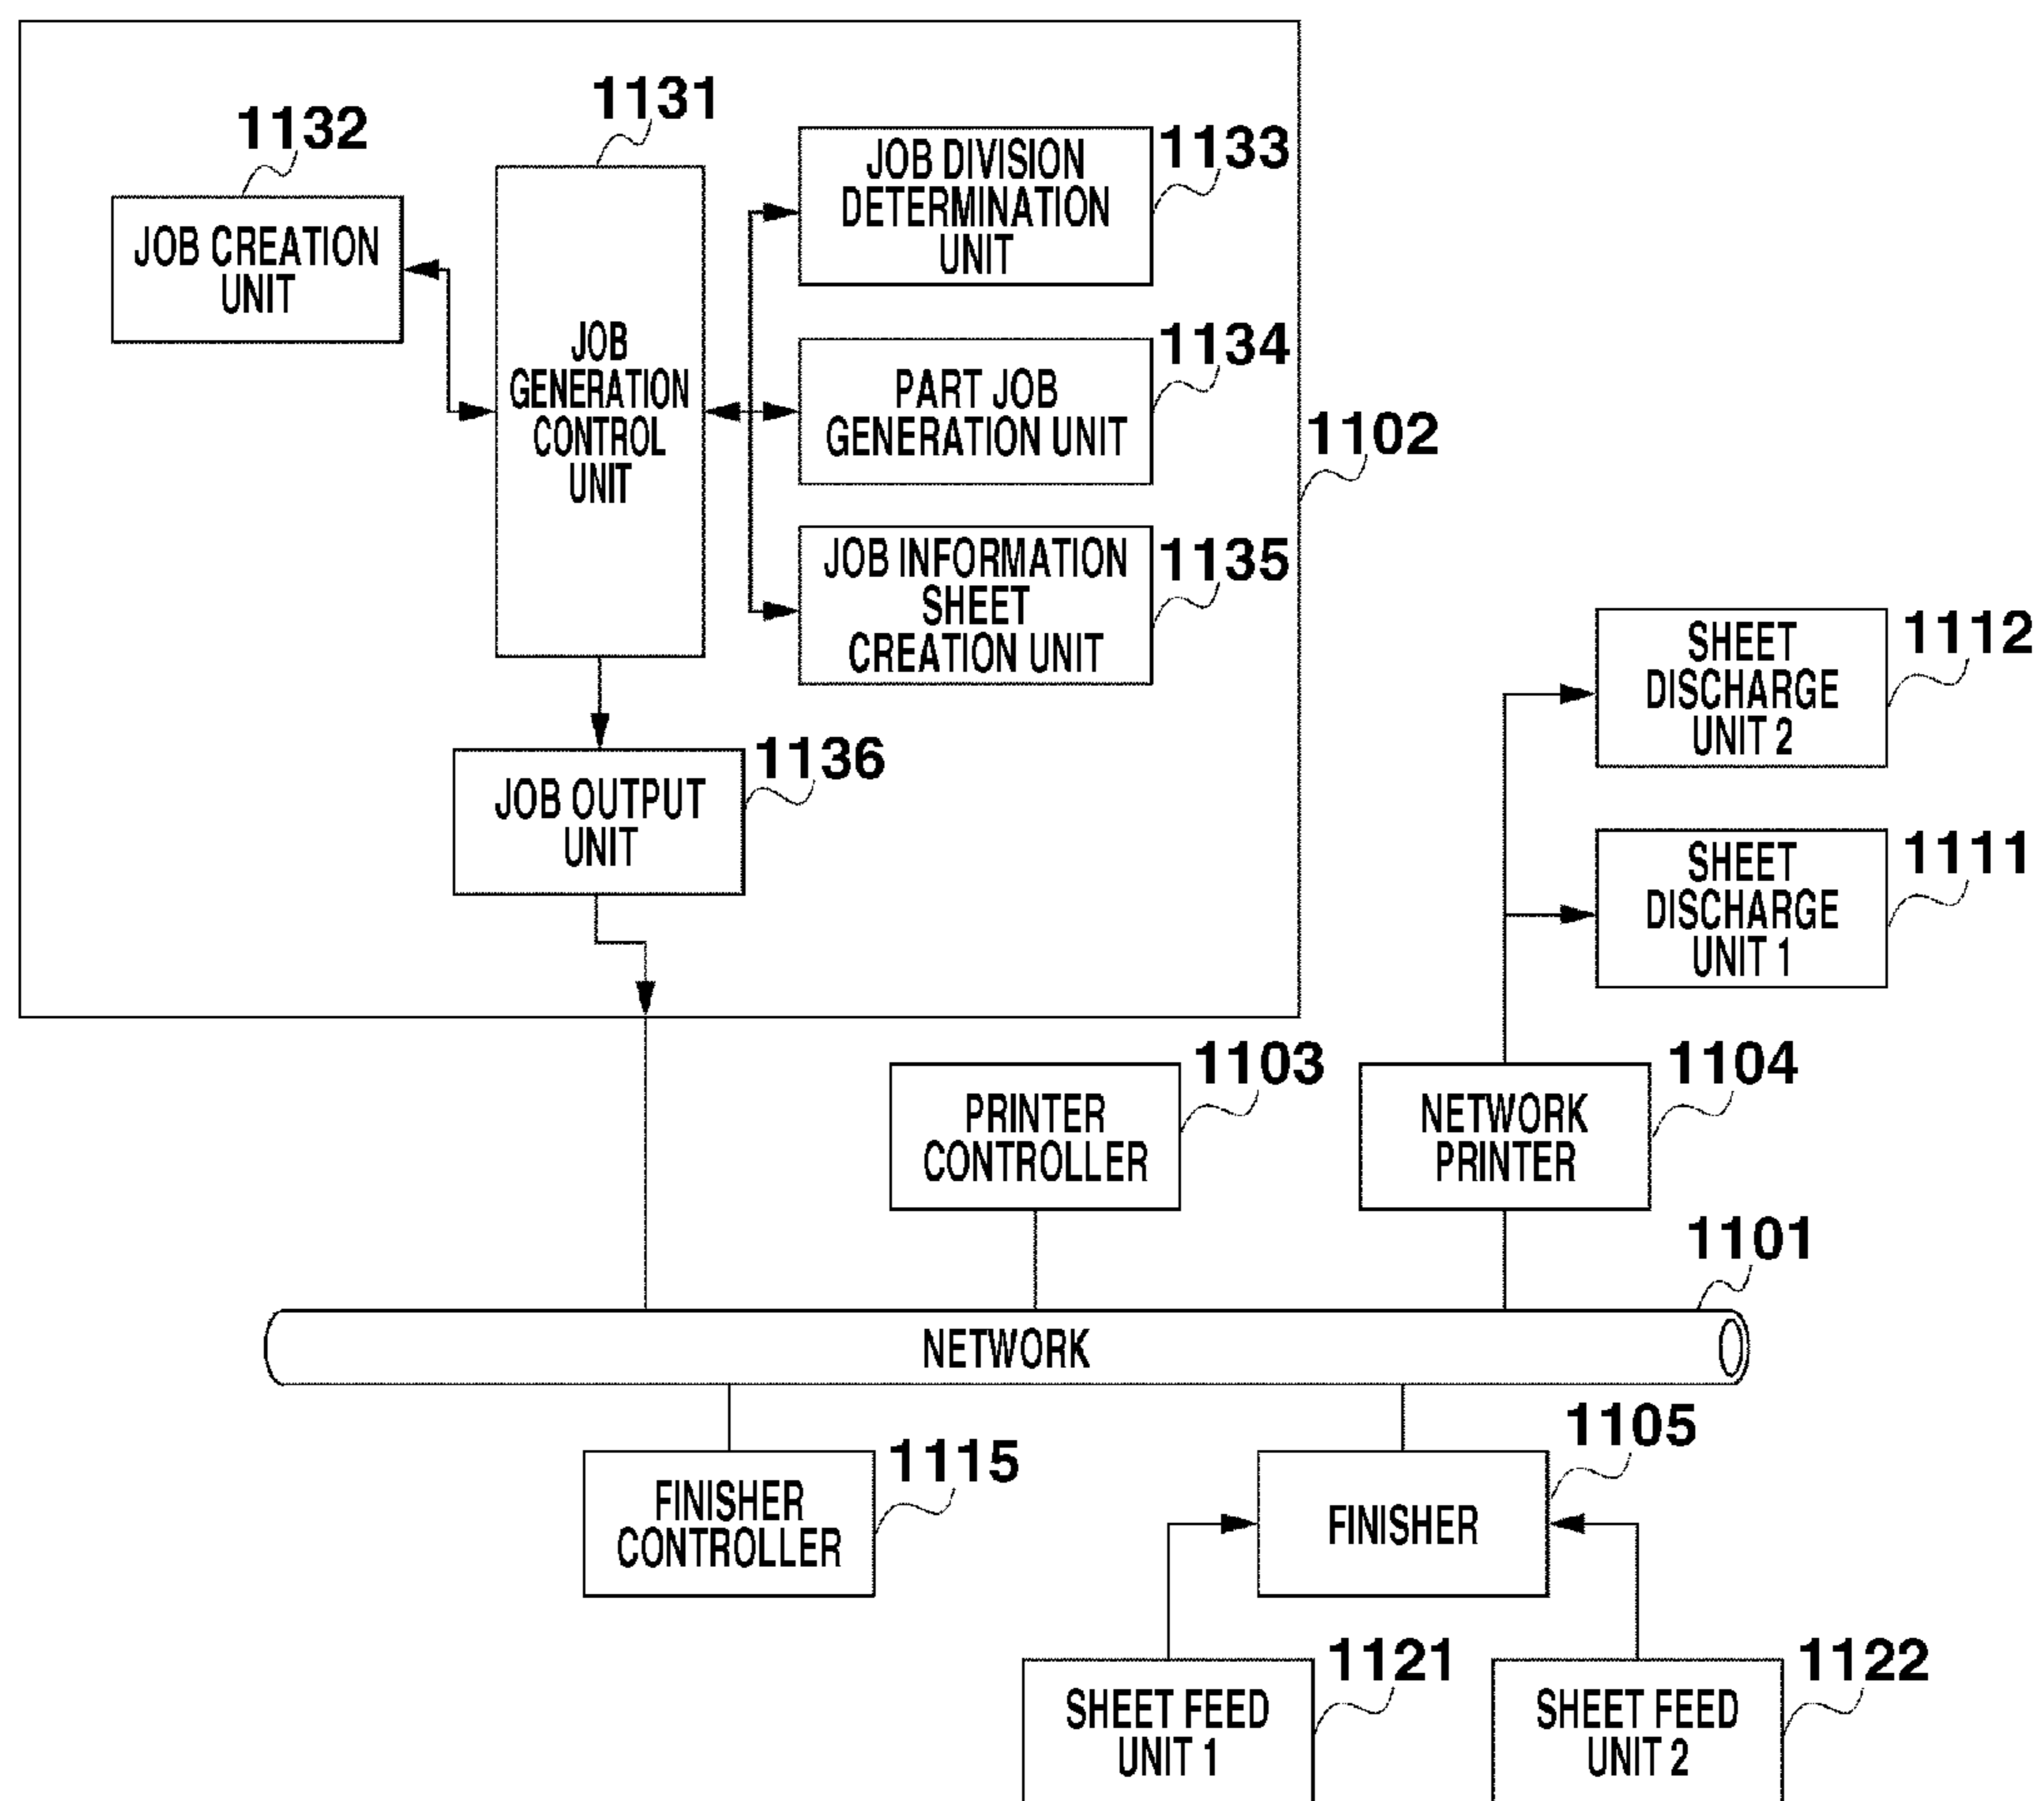 1132
JOB CREATION
UNIT
1131
JOB
GENERATION
CONTROL
UNIT
1133
JOB DIVISION
DETERMINATION
UNIT
1134
PART JOB
GENERATION UNIT
1102
1135
JOB INFORMATION
SHEET
CREATION UNIT
1136
JOB OUTPUT
UNIT
1112
SHEET
DISCHARGE
UNIT 2
1111
SHEET
DISCHARGE
UNIT 1
1103
PRINTER
CONTROLLER
1104
NETWORK
PRINTER
1101
NETWORK
1115
FINISHER
CONTROLLER
1105
FINISHER
1121
SHEET FEED
UNIT 1
1122
SHEET FEED
UNIT 2